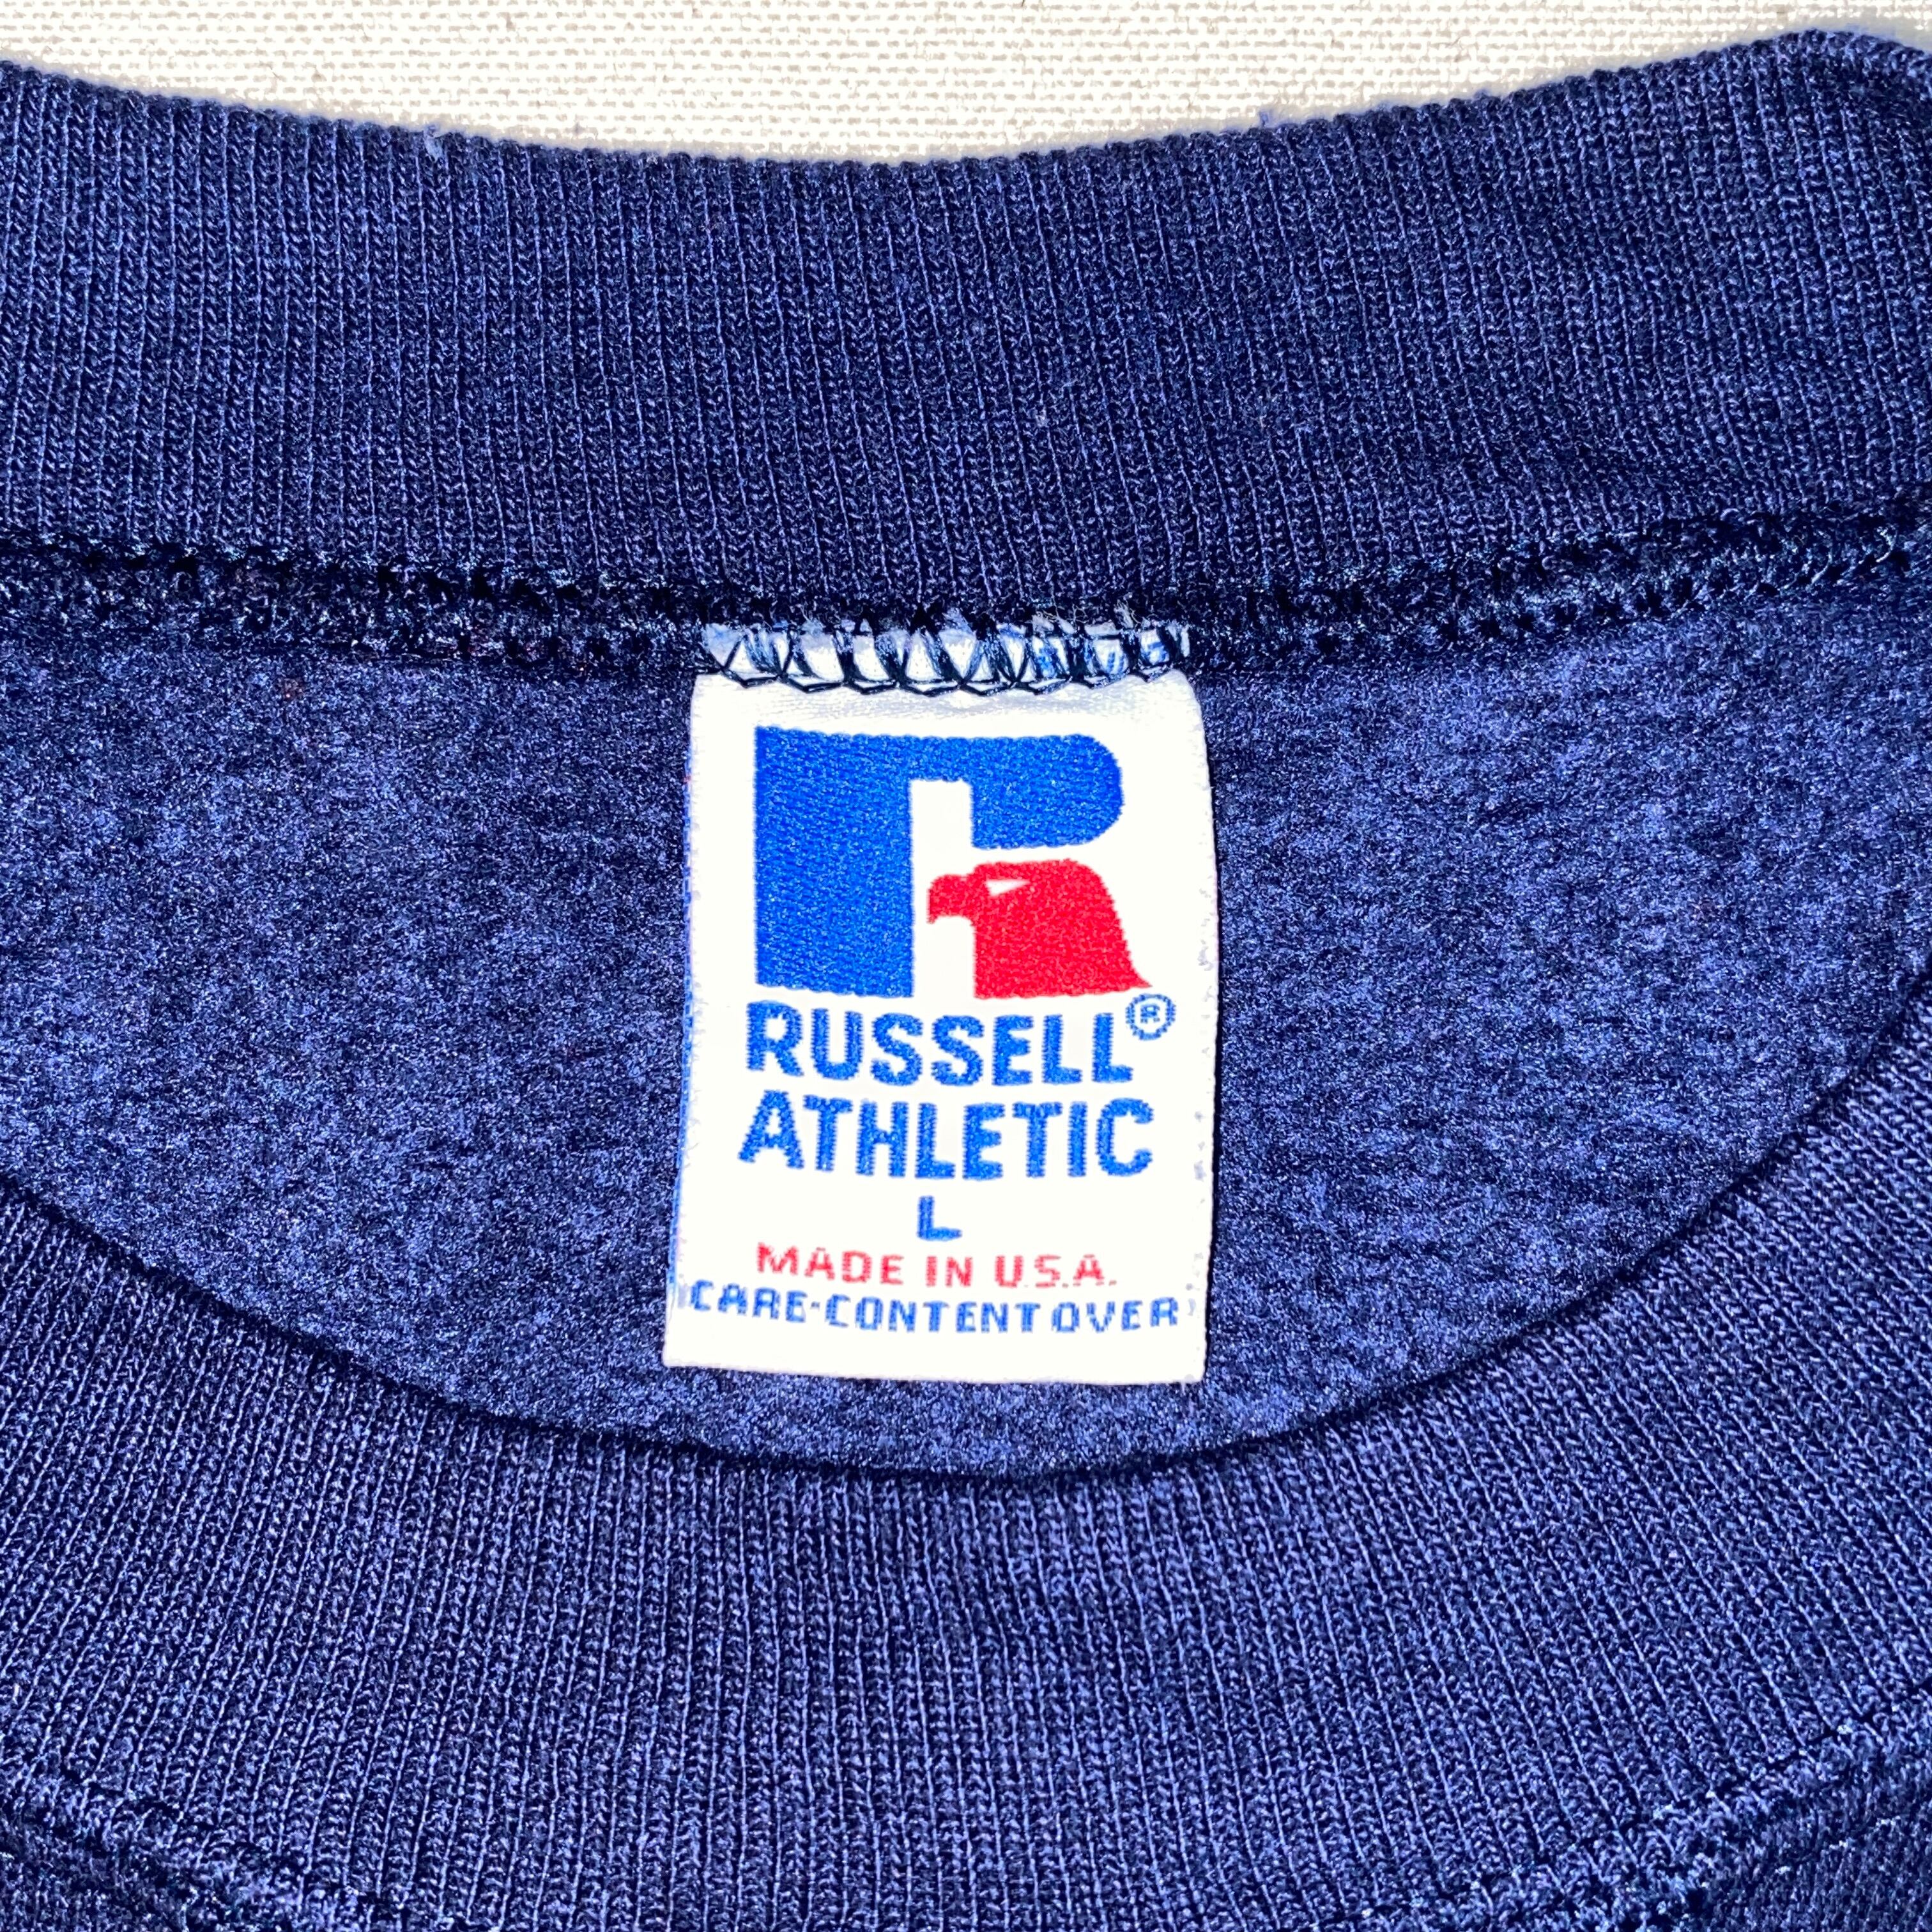 R
RUSSELL®
ATHLETIC
L
MADE IN U.S.A.
CARE-CONTENT OVER